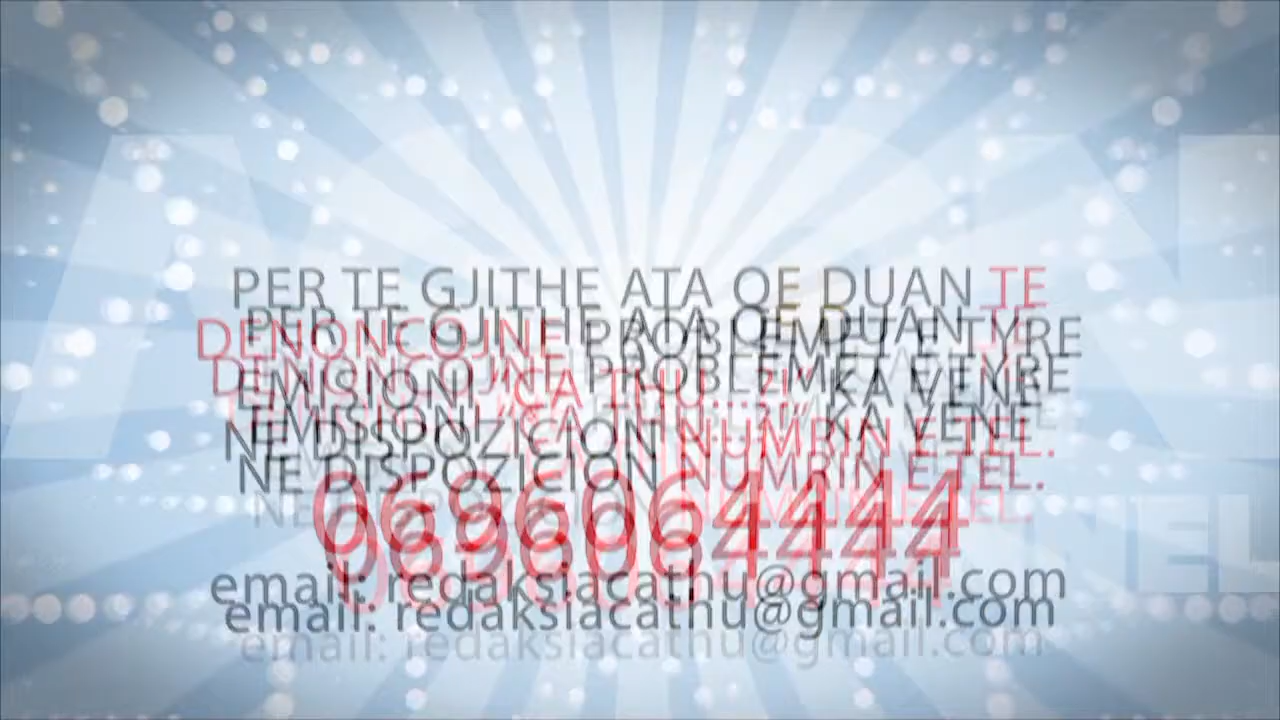 PER TE GJITHE ATA QE DUAN TE
DENONCOJNE PROBLEMET E TYRE
EMISIONI "CA THU...?!" KA VENE
NE DISPOZICION NUMRIN E TEL.
0696064444
email: redaksiacathu@gmail.com
NEL